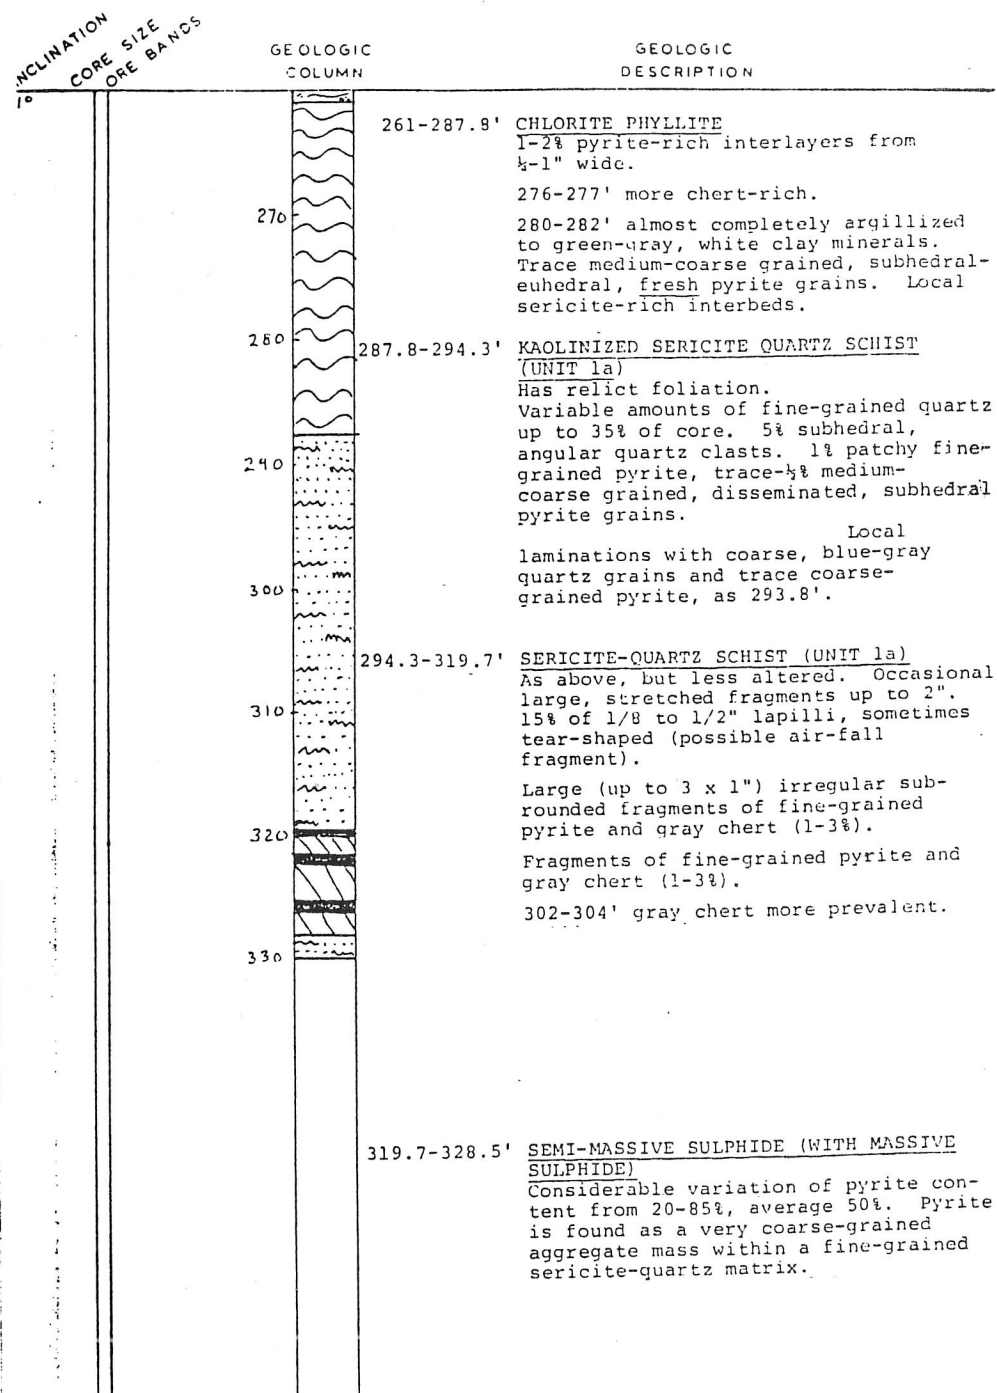 INCLINATION
CORE SIZE
ORE BANDS
GEOLOGIC
COLUMN
GEOLOGIC
DESCRIPTION
1°
261-287.8' CHLORITE PHYLLITE
1-2% pyrite-rich interlayers from
½-1" wide.
276-277' more chert-rich.
270
280-282' almost completely argillized
to green-gray, white clay minerals.
Trace medium-coarse grained, subhedral-
euhedral, fresh pyrite grains. Local
sericite-rich interbeds.
280
287.8-294.3' KAOLINIZED SERICITE QUARTZ SCHIST
(UNIT 1a)
Has relict foliation.
Variable amounts of fine-grained quartz
up to 35% of core. 5% subhedral,
angular quartz clasts. 1% patchy fine-
290
grained pyrite, trace-½% medium-
coarse grained, disseminated, subhedral
pyrite grains.
Local
laminations with coarse, blue-gray
quartz grains and trace coarse-
300
grained pyrite, as 293.8'.
294.3-319.7' SERICITE-QUARTZ SCHIST (UNIT 1a)
As above, but less altered. Occasional
large, stretched fragments up to 2".
310
15% of 1/8 to 1/2" lapilli, sometimes
tear-shaped (possible air-fall
fragment).
Large (up to 3 x 1") irregular sub-
rounded fragments of fine-grained
320
pyrite and gray chert (1-3%).
Fragments of fine-grained pyrite and
gray chert (1-3%).
302-304' gray chert more prevalent.
330
319.7-328.5' SEMI-MASSIVE SULPHIDE (WITH MASSIVE
SULPHIDE)
Considerable variation of pyrite con-
tent from 20-85%, average 50%. Pyrite
is found as a very coarse-grained
aggregate mass within a fine-grained
sericite-quartz matrix.